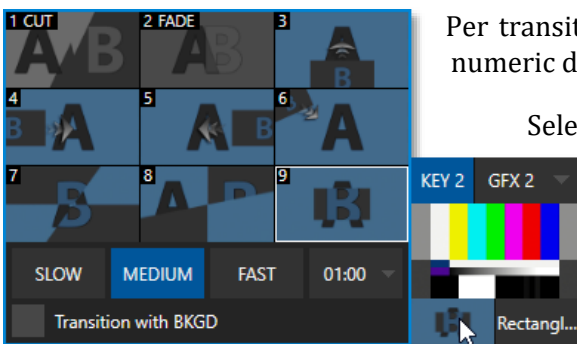 Per transit
numeric d
Sele
1 CUT
2 FADE
3
A B
A B
A
B
4
5
6
B A
A B
A
7
8
9
B
A D
B
SLOW
MEDIUM
FAST
01:00
Transition with BKGD
KEY 2
GFX 2
Rectangl...